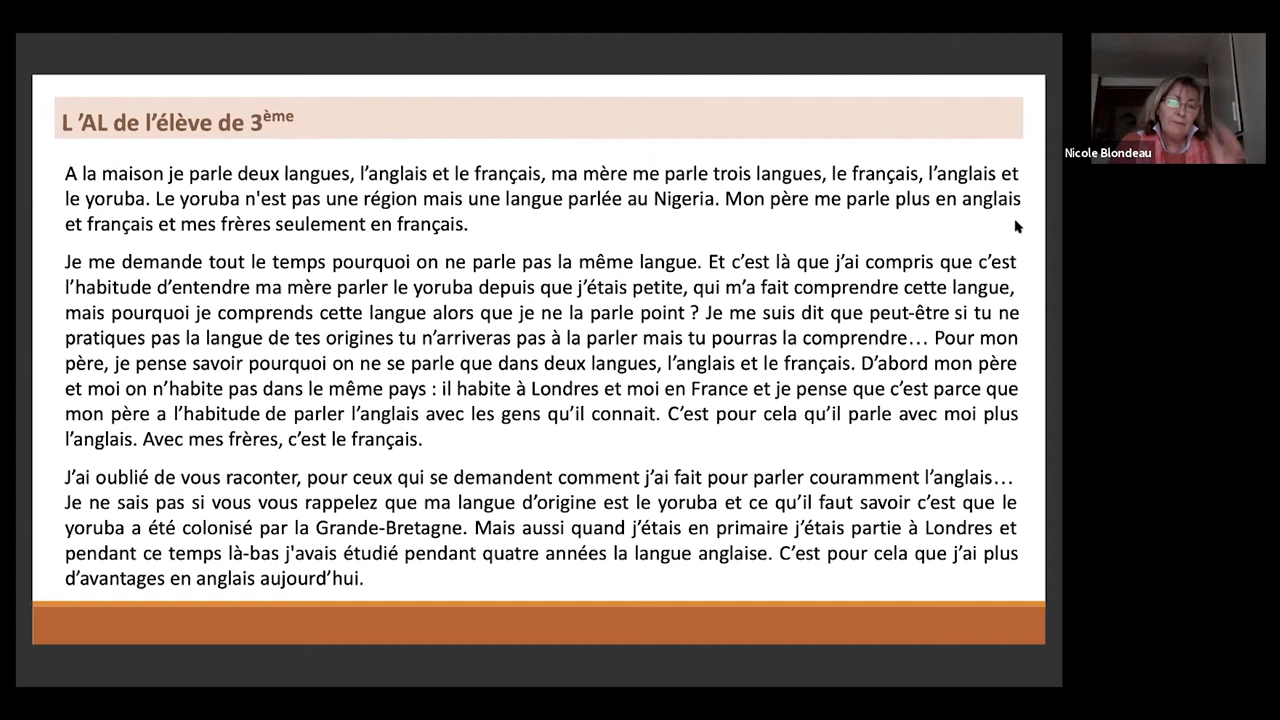 L 'AL de l'élève de 3ème
A la maison je parle deux langues, l'anglais et le français, ma mère me parle trois langues, le français, l'anglais et
le yoruba. Le yoruba n'est pas une région mais une langue parlée au Nigeria. Mon père me parle plus en anglais
et français et mes frères seulement en français.
Je me demande tout le temps pourquoi on ne parle pas la même langue. Et c'est là que j'ai compris que c'est
l'habitude d'entendre ma mère parler le yoruba depuis que j'étais petite, qui m'a fait comprendre cette langue,
mais pourquoi je comprends cette langue alors que je ne la parle point ? Je me suis dit que peut-être si tu ne
pratiques pas la langue de tes origines tu n'arriveras pas à la parler mais tu pourras la comprendre… Pour mon
père, je pense savoir pourquoi on ne se parle que dans deux langues, l'anglais et le français. D'abord mon père
et moi on n'habite pas dans le même pays : il habite à Londres et moi en France et je pense que c'est parce que
mon père a l'habitude de parler l'anglais avec les gens qu'il connait. C'est pour cela qu'il parle avec moi plus
l'anglais. Avec mes frères, c'est le français.
J'ai oublié de vous raconter, pour ceux qui se demandent comment j'ai fait pour parler couramment l'anglais…
Je ne sais pas si vous vous rappelez que ma langue d'origine est le yoruba et ce qu'il faut savoir c'est que le
yoruba a été colonisé par la Grande-Bretagne. Mais aussi quand j'étais en primaire j'étais partie à Londres et
pendant ce temps là-bas j'avais étudié pendant quatre années la langue anglaise. C'est pour cela que j'ai plus
d'avantages en anglais aujourd'hui.
Nicole Blondeau